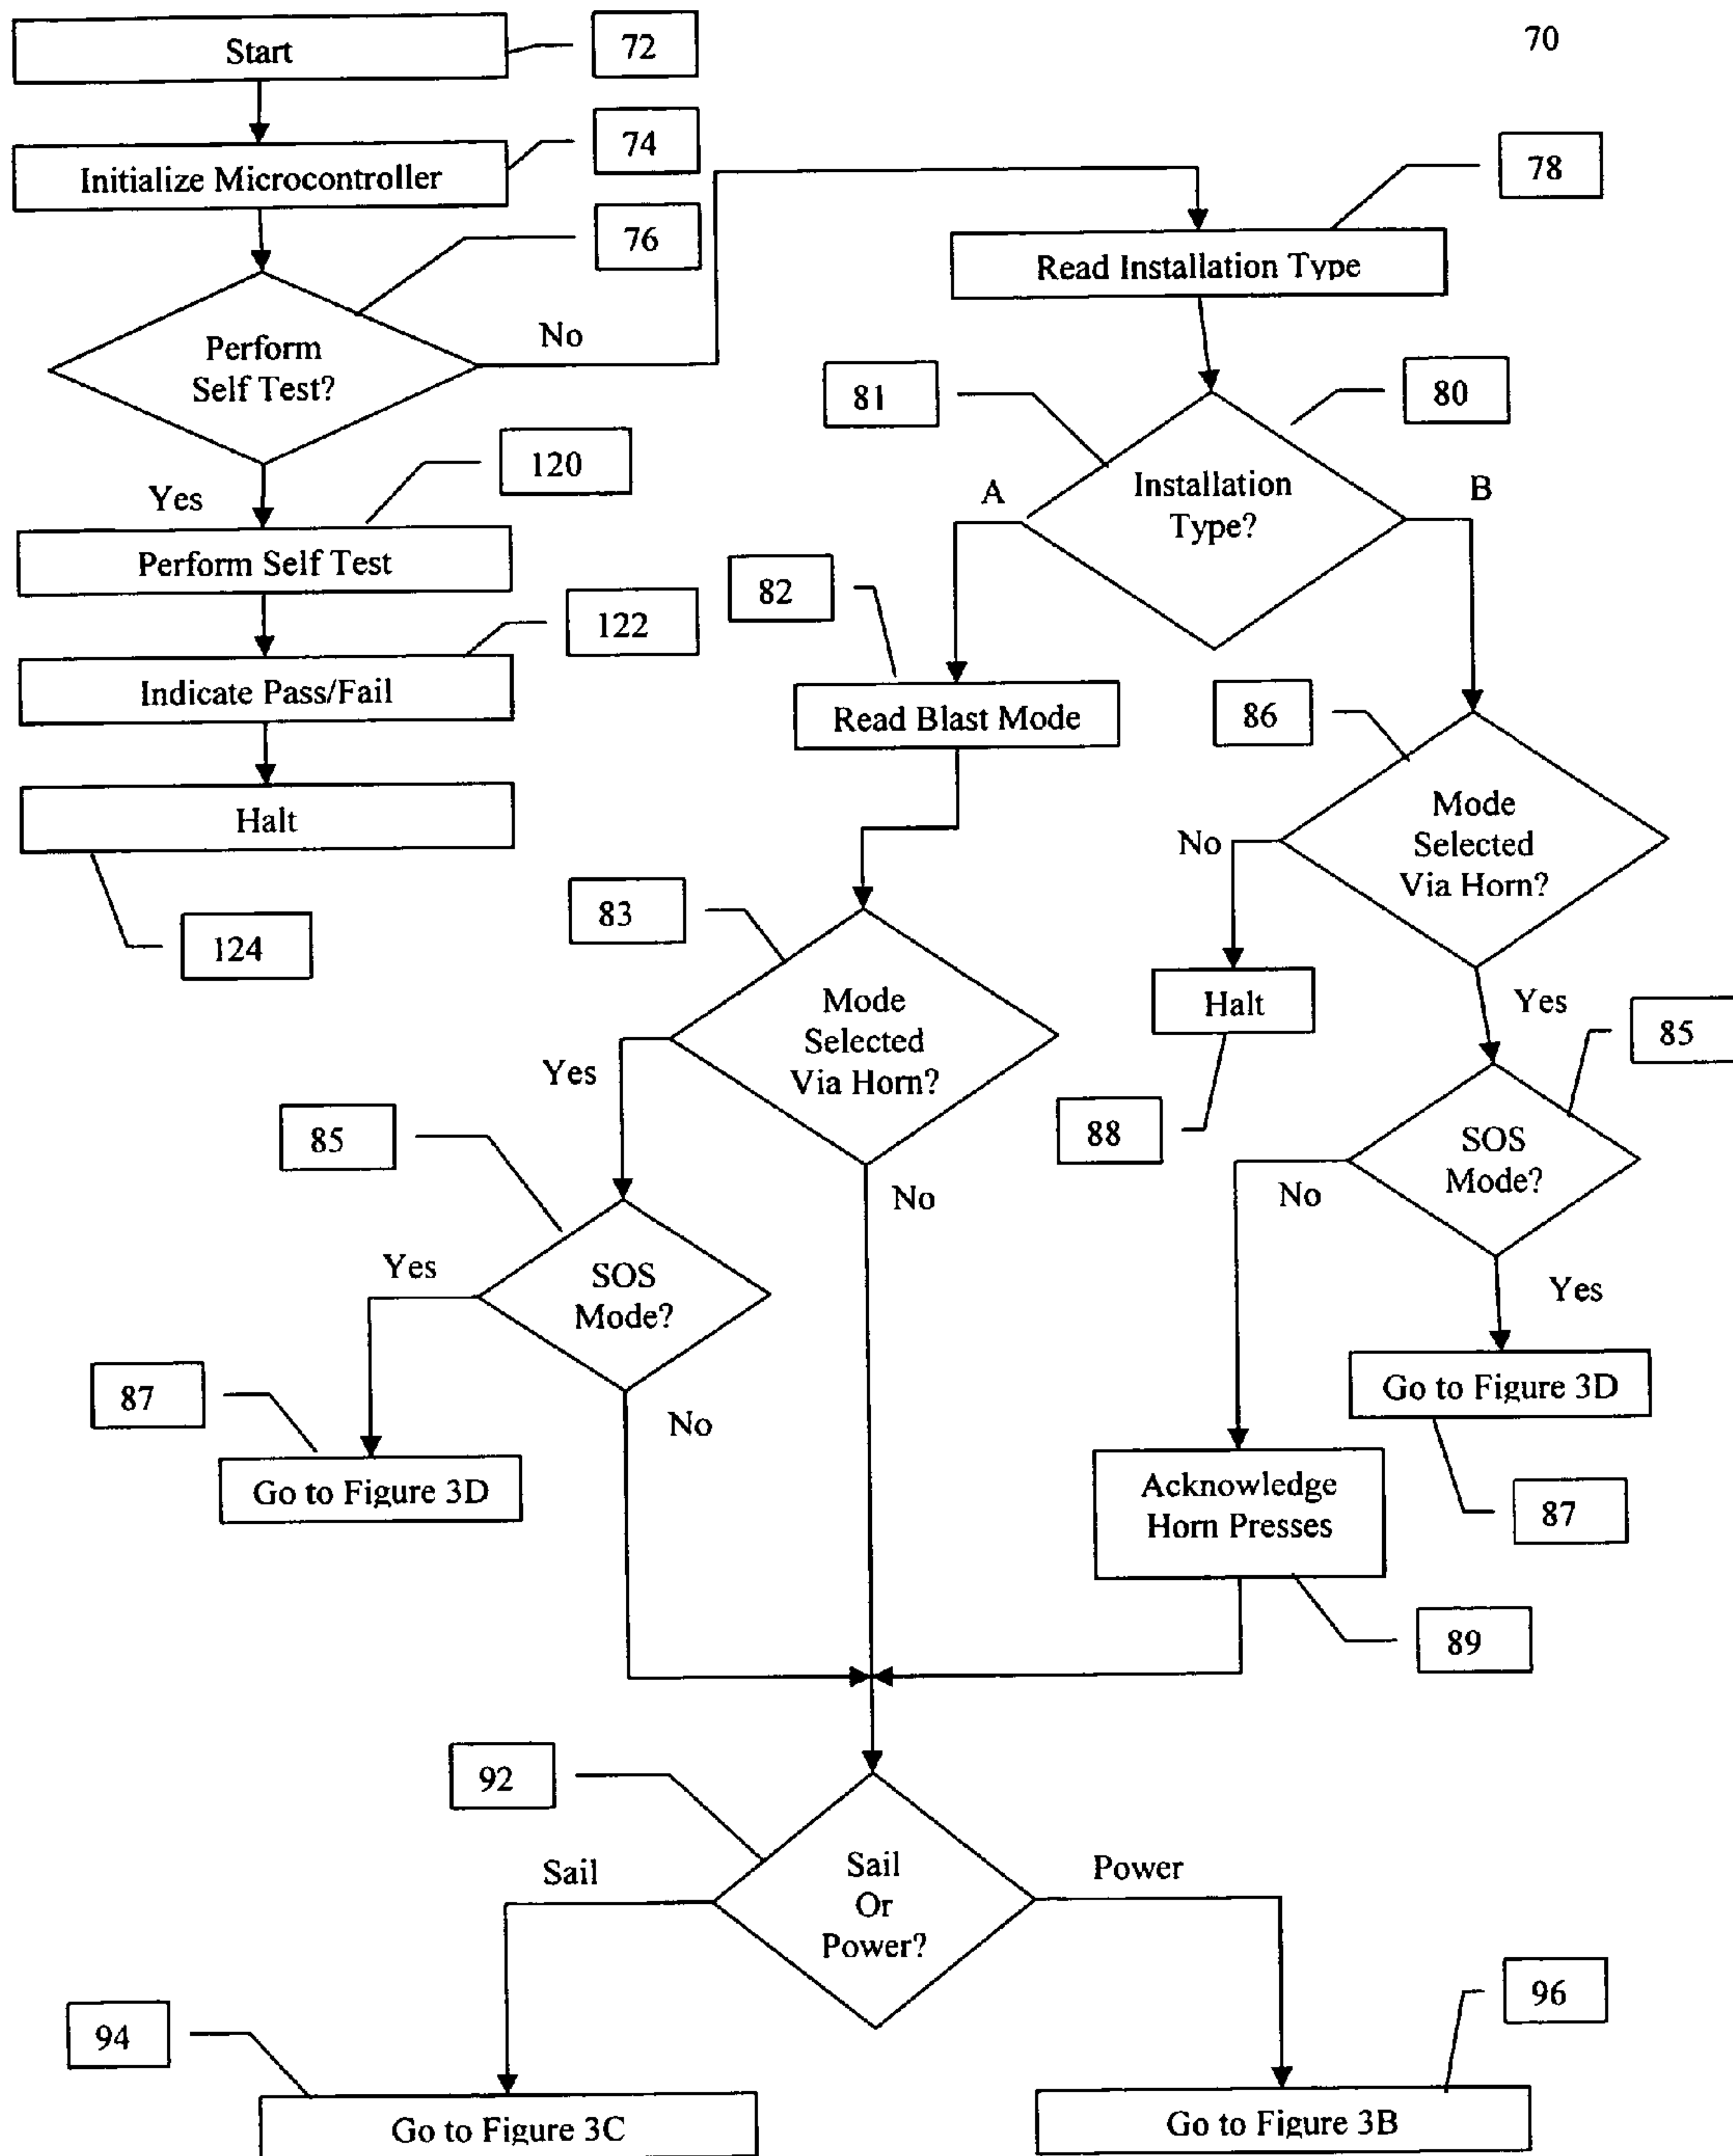 Start
72
70
Initialize Microcontroller
74
78
76
Read Installation Type
Perform
Self Test?
No
81
80
Installation
Type?
A
B
Yes
120
Perform Self Test
82
122
Indicate Pass/Fail
Read Blast Mode
86
Mode
Selected
Via Horn?
No
Halt
124
83
Halt
Yes
88
85
Mode
Selected
Via Horn?
Yes
No
SOS
Mode?
No
Yes
85
SOS
Mode?
Yes
No
87
Go to Figure 3D
Go to Figure 3D
87
Acknowledge
Horn Presses
89
92
Sail
Or
Power?
Sail
Power
94
96
Go to Figure 3C
Go to Figure 3B